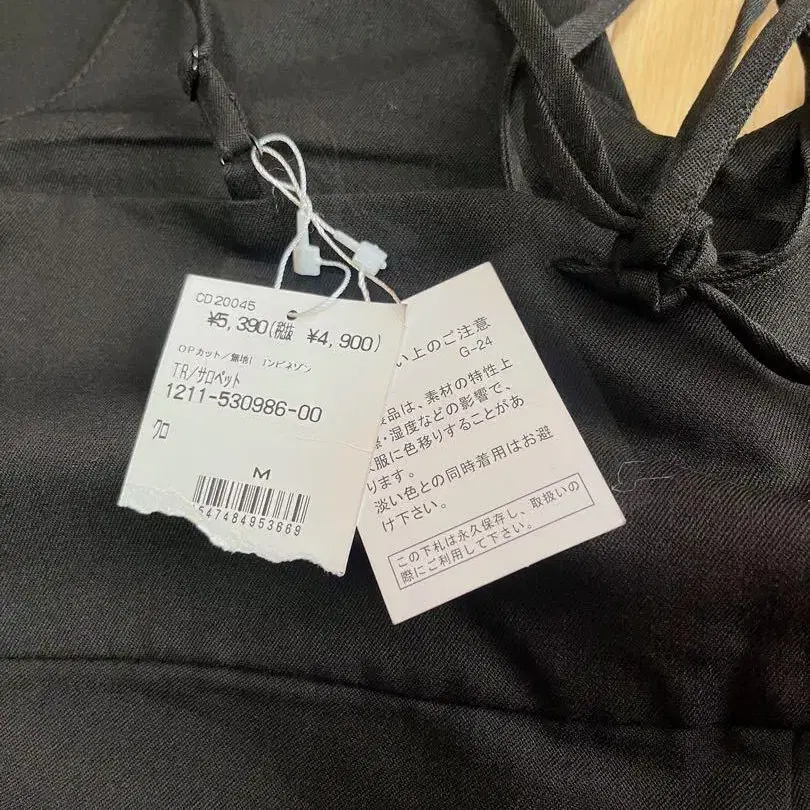 CD20045
¥5,390(税抜 ¥4,900)
OPカット/無地 コンビネゾン
TR/サロペット
1211-530986-00
クロ
M
547484953669
い上のご注意
G-24
品は、素材の特性上
・湿度などの影響で、
服に色移りすることがあ
ります。
淡い色との同時着用はお避
け下さい。
この下札は永久保存し、取扱いの
際にご利用して下さい。